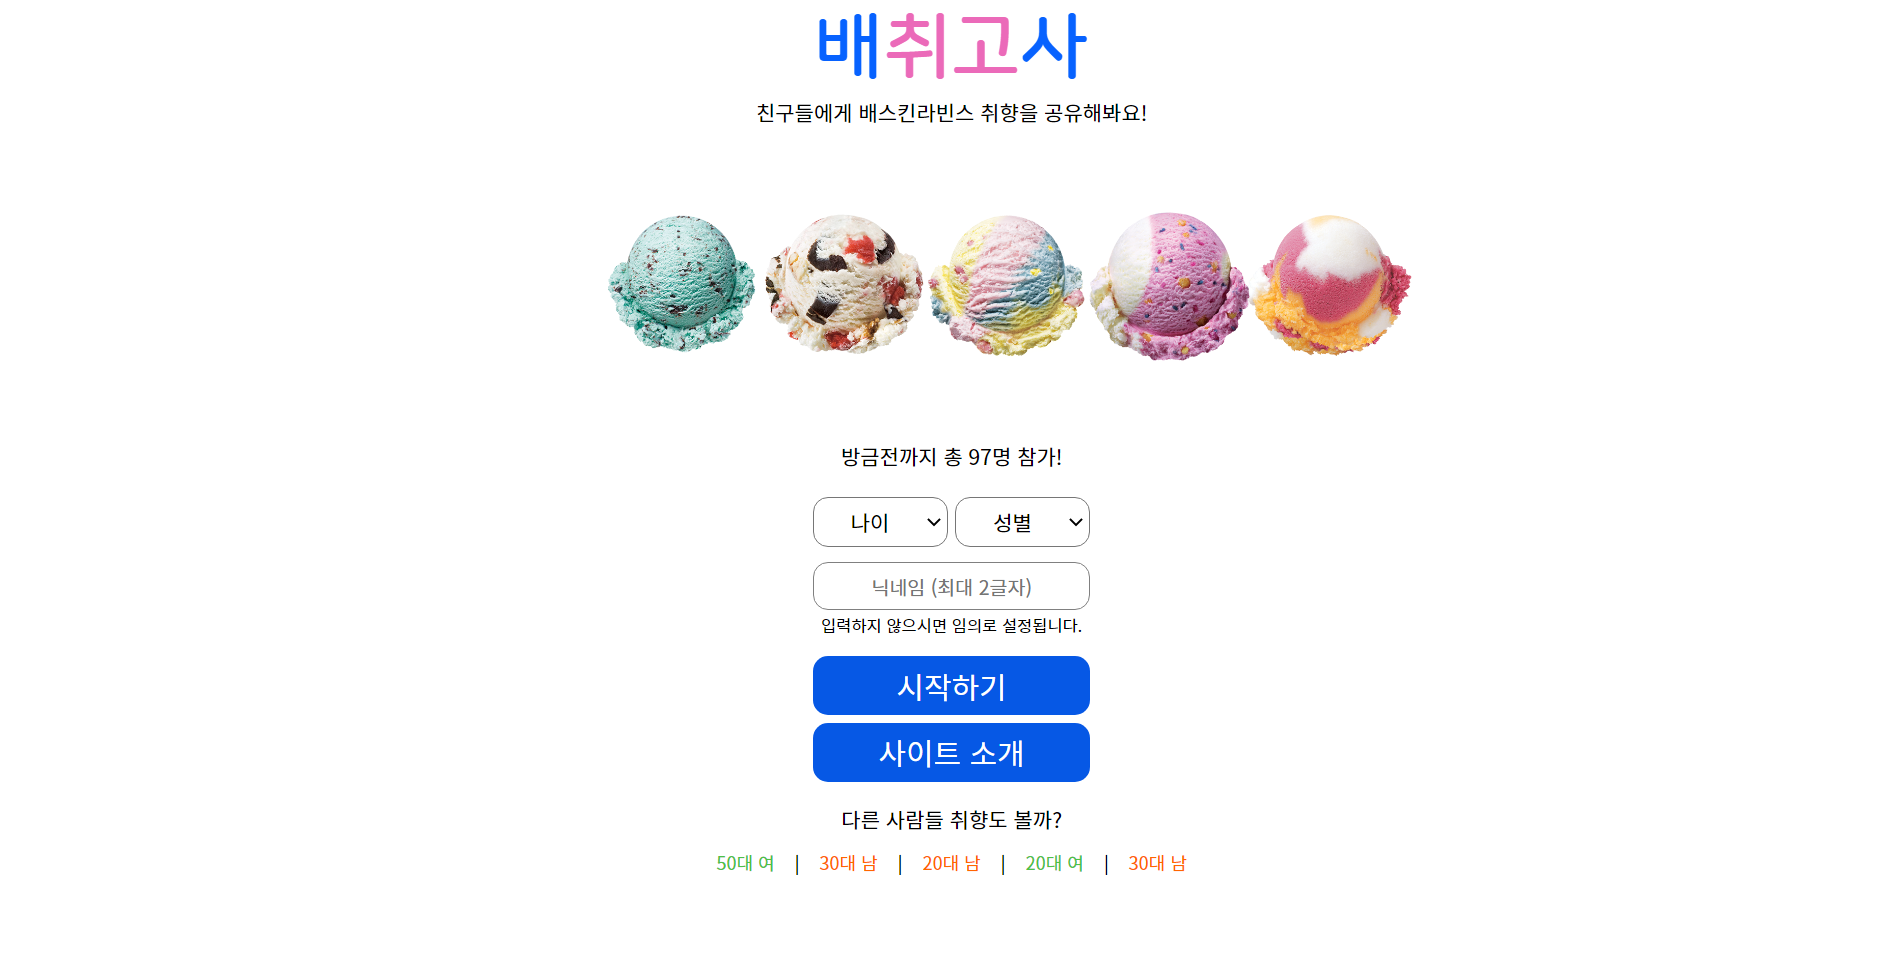 배취고사
친구들에게 배스킨라빈스 취향을 공유해봐요!
방금전까지 총 97명 참가!
나이 성별
닉네임 (최대 2글자)
입력하지 않으시면 임의로 설정됩니다.
시작하기
사이트 소개
다른 사람들 취향도 볼까?
50대 여 | 30대 남 | 20대 남 | 20대 여 | 30대 남